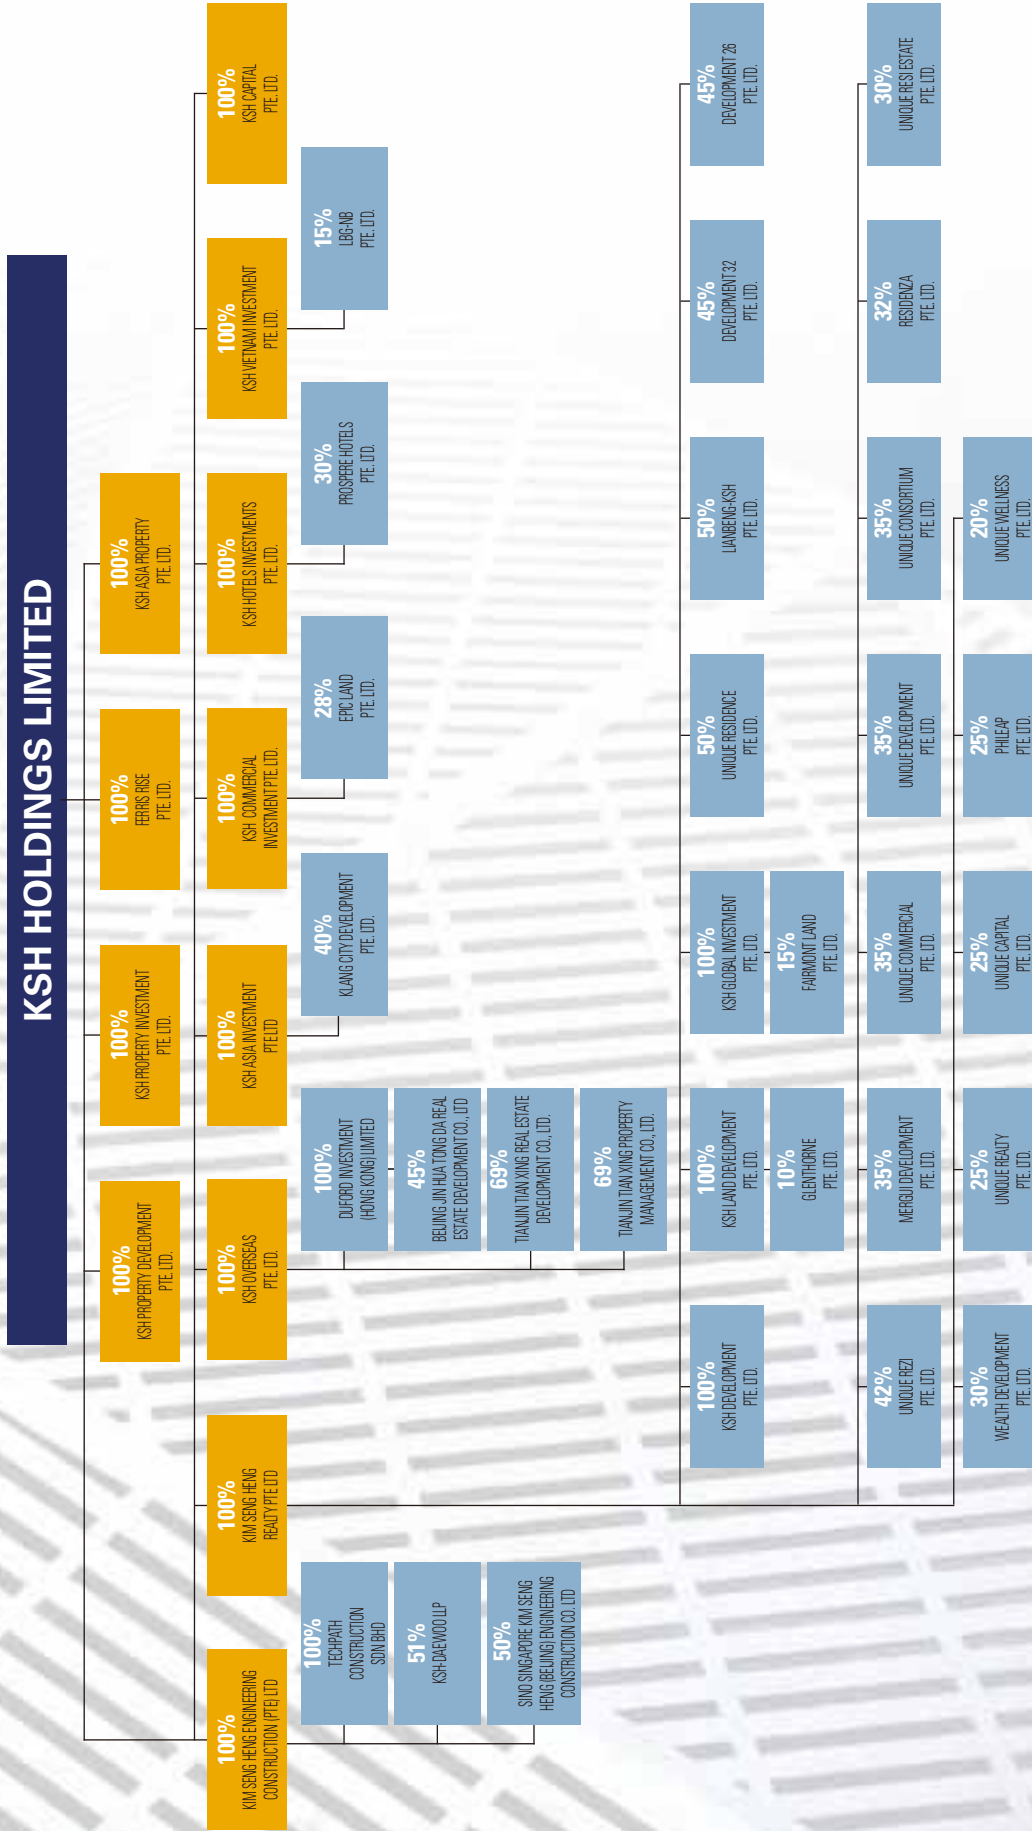 KSH HOLDINGS LIMITED
100%
KSH PROPERTY DEVELOPMENT
PTE. LTD.
100%
KSH PROPERTY INVESTMENT
PTE. LTD.
100%
FERRIS RISE
PTE. LTD.
100%
KSH ASIA PROPERTY
PTE. LTD.
100%
KIM SENG HENG ENGINEERING
CONSTRUCTION (PTE) LTD
100%
KIM SENG HENG
REALTY PTE LTD
100%
KSH OVERSEAS
PTE. LTD.
100%
KSH ASIA INVESTMENT
PTE LTD
100%
KSH COMMERCIAL
INVESTMENT PTE. LTD.
100%
KSH HOTELS INVESTMENTS
PTE. LTD.
100%
KSH VIETNAM INVESTMENT
PTE. LTD.
100%
KSH CAPITAL
PTE. LTD.
100%
TECHPATH
CONSTRUCTION
SDN BHD
51%
KSH-DAEWOO LLP
50%
SINO SINGAPORE KIM SENG
HENG (BEIJING) ENGINEERING
CONSTRUCTION CO. LTD
100%
DUFORD INVESTMENT
(HONG KONG) LIMITED
45%
BEIJING JIN HUA TONG DA REAL
ESTATE DEVELOPMENT CO., LTD
69%
TIANJIN TIAN XING REAL ESTATE
DEVELOPMENT CO., LTD.
69%
TIANJIN TIAN XING PROPERTY
MANAGEMENT CO., LTD.
40%
KLANG CITY DEVELOPMENT
PTE. LTD.
28%
EPIC LAND
PTE. LTD.
30%
PROSPERE HOTELS
PTE. LTD.
15%
LBG-NB
PTE. LTD.
100%
KSH DEVELOPMENT
PTE. LTD.
100%
KSH LAND DEVELOPMENT
PTE. LTD.
10%
GLENTHORNE
PTE. LTD.
100%
KSH GLOBAL INVESTMENT
PTE. LTD.
15%
FAIRMONT LAND
PTE. LTD.
50%
UNIQUE RESIDENCE
PTE. LTD.
50%
LIANBENG-KSH
PTE. LTD.
45%
DEVELOPMENT 32
PTE. LTD.
45%
DEVELOPMENT 26
PTE. LTD.
42%
UNIQUE REZI
PTE. LTD.
35%
MERGUI DEVELOPMENT
PTE. LTD.
35%
UNIQUE COMMERCIAL
PTE. LTD.
35%
UNIQUE DEVELOPMENT
PTE. LTD.
35%
UNIQUE CONSORTIUM
PTE. LTD.
32%
RESIDENZA
PTE. LTD.
30%
UNIQUE RESI ESTATE
PTE. LTD.
30%
WEALTH DEVELOPMENT
PTE. LTD.
25%
UNIQUE REALTY
PTE. LTD.
25%
UNIQUE CAPITAL
PTE. LTD.
25%
PHILEAP
PTE. LTD.
20%
UNIQUE WELLNESS
PTE. LTD.